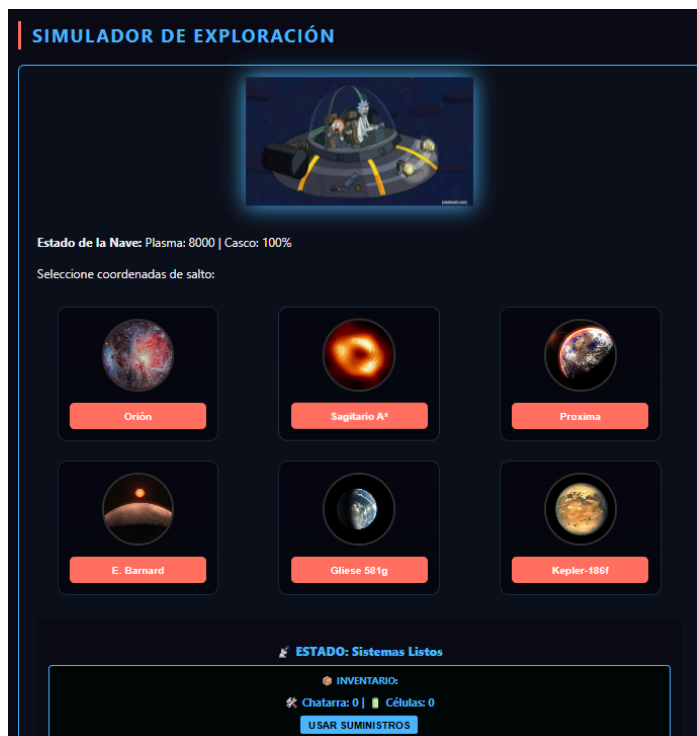 SIMULADOR DE EXPLORACIÓN
Estado de la Nave: Plasma: 8000 | Casco: 100%
Seleccione coordenadas de salto:
Orión
Sagitario A*
Proxima
E. Barnard
Gliese 581g
Kepler-186f
ESTADO: Sistemas Listos
INVENTARIO:
Chatarra: 0 | Células: 0
USAR SUMINISTROS